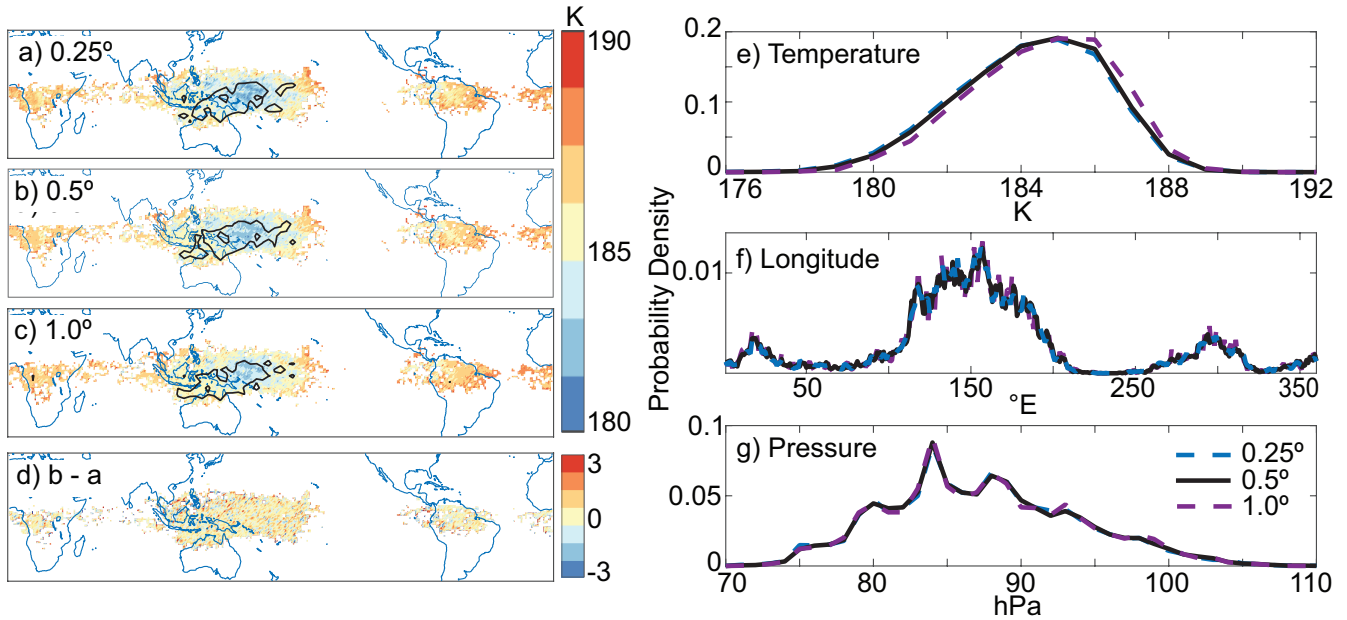 K
a) 0.25º
190
b) 0.5º
185
c) 1.0º
180
d) b - a
3
0
-3
Probability Density
e) Temperature
0.2
0.1
0
176
180
184
188
192
K
f) Longitude
0.01
50
150
250
350
°E
g) Pressure
0.1
0.05
0
0.25º
0.5º
1.0º
70
80
90
100
110
hPa